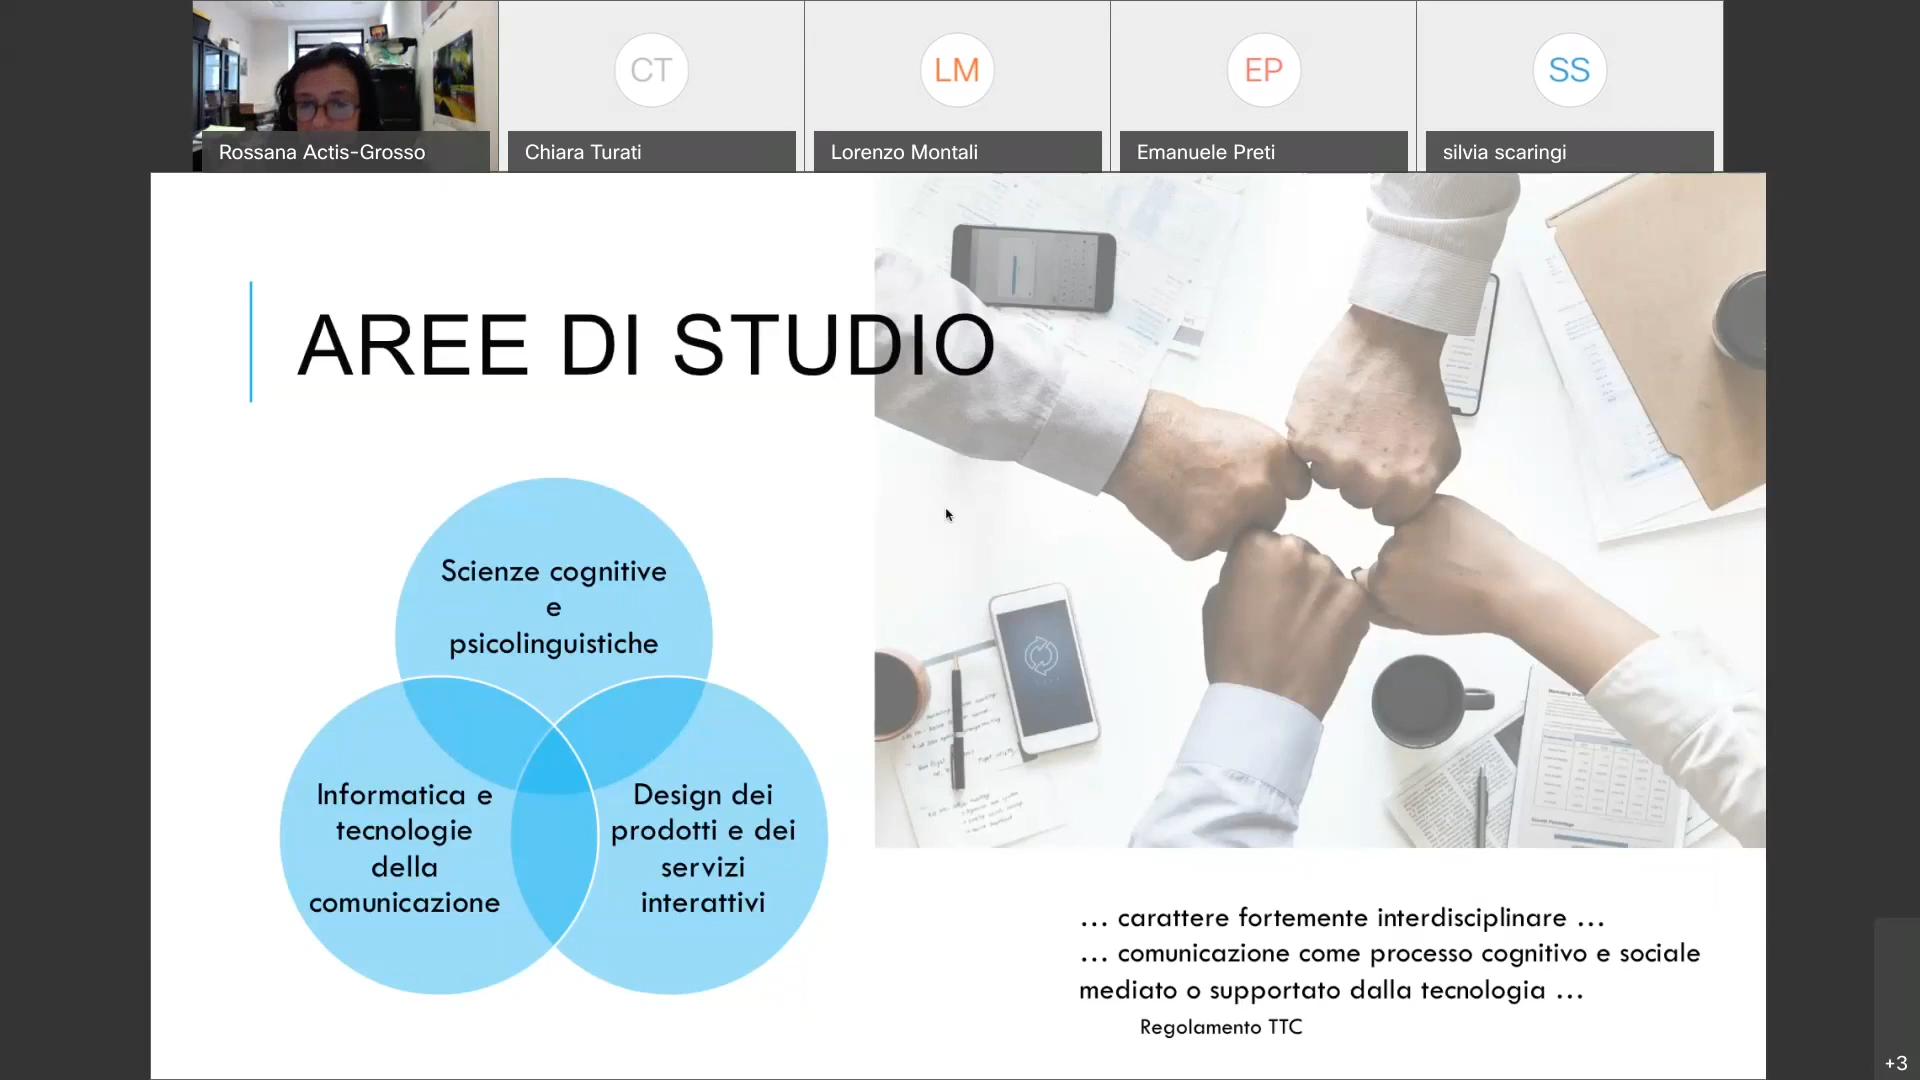 CT
LM
EP
SS
Rossana Actis-Grosso
Chiara Turati
Lorenzo Montali
Emanuele Preti
silvia scaringi
AREE DI STUDIO
Scienze cognitive
e
psicolinguistiche
Informatica e
tecnologie
della
comunicazione
Design dei
prodotti e dei
servizi
interattivi
... carattere fortemente interdisciplinare ...
... comunicazione come processo cognitivo e sociale
mediato o supportato dalla tecnologia ...
Regolamento TTC
+3